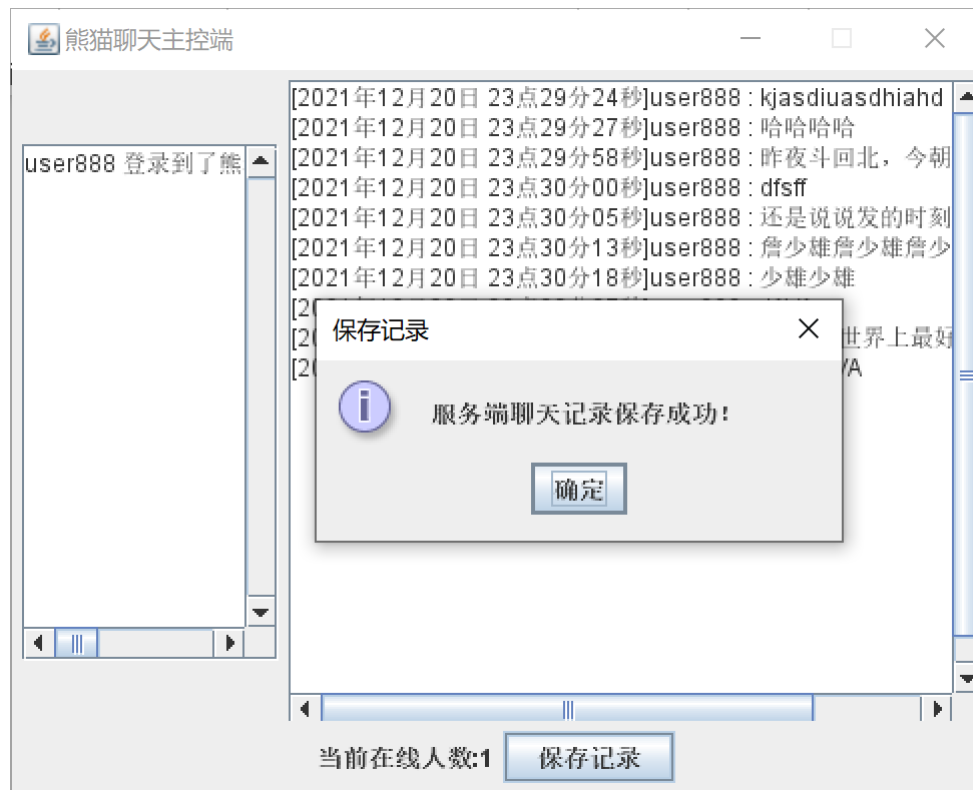 熊猫聊天主控端
user888 登录到了熊
[2021年12月20日 23点29分24秒]user888 : kjasdiuasdhiahd
[2021年12月20日 23点29分27秒]user888 : 哈哈哈哈
[2021年12月20日 23点29分58秒]user888 : 昨夜斗回北，今朝
[2021年12月20日 23点30分00秒]user888 : dfsff
[2021年12月20日 23点30分05秒]user888 : 还是说说发的时刻
[2021年12月20日 23点30分13秒]user888 : 詹少雄詹少雄詹少
[2021年12月20日 23点30分18秒]user888 : 少雄少雄
世界上最好
保存记录
服务端聊天记录保存成功!
确定
当前在线人数:1
保存记录